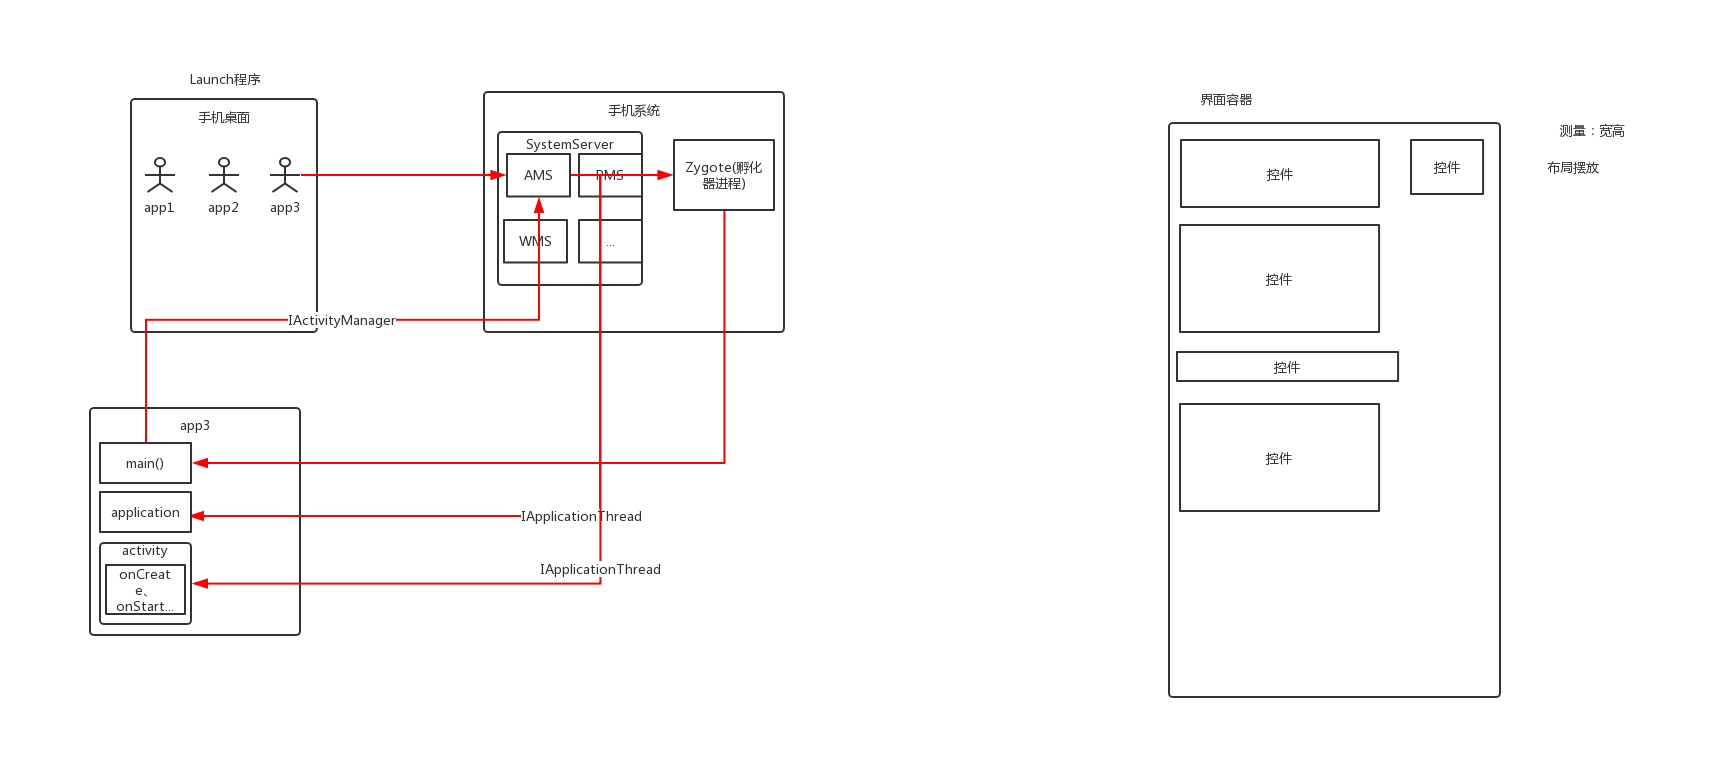 Launch程序
手机桌面
app1
app2
app3
手机系统
SystemServer
AMS
PMS
WMS
...
Zygote(孵化
器进程)
IActivityManager
app3
main()
application
activity
onCreat
e、
onStart...
IApplicationThread
IApplicationThread
界面容器
控件
控件
控件
控件
控件
测量：宽高
布局摆放